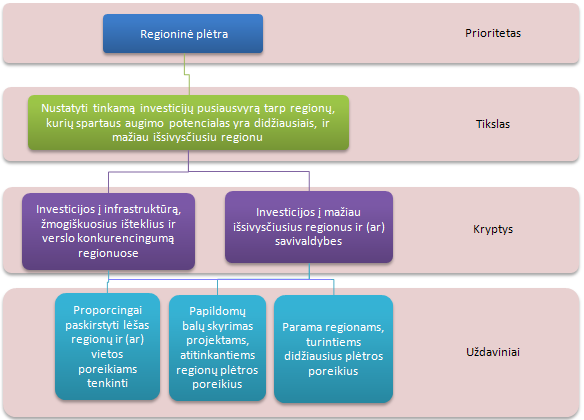 Regioninė plėtra
Prioritetas
Nustatyti tinkamą investicijų pusiausvyrą tarp regionų,
kurių spartaus augimo potencialas yra didžiausiais, ir
mažiau išsivysčiusiu regionu
Tikslas
Investicijos į infrastruktūrą,
žmogiškuosius išteklius ir
verslo konkurencingumą
regionuose
Investicijos į mažiau
išsivysčiusius regionus ir (ar)
savivaldybes
Kryptys
Proporcingai
paskirstyti lėšas
regionų ir (ar)
vietos
poreikiams
tenkinti
Papildomų
balų skyrimas
projektams,
atitinkantiems
regionų plėtros
poreikius
Parama regionams,
turintiems
didžiausius plėtros
poreikius
Uždaviniai